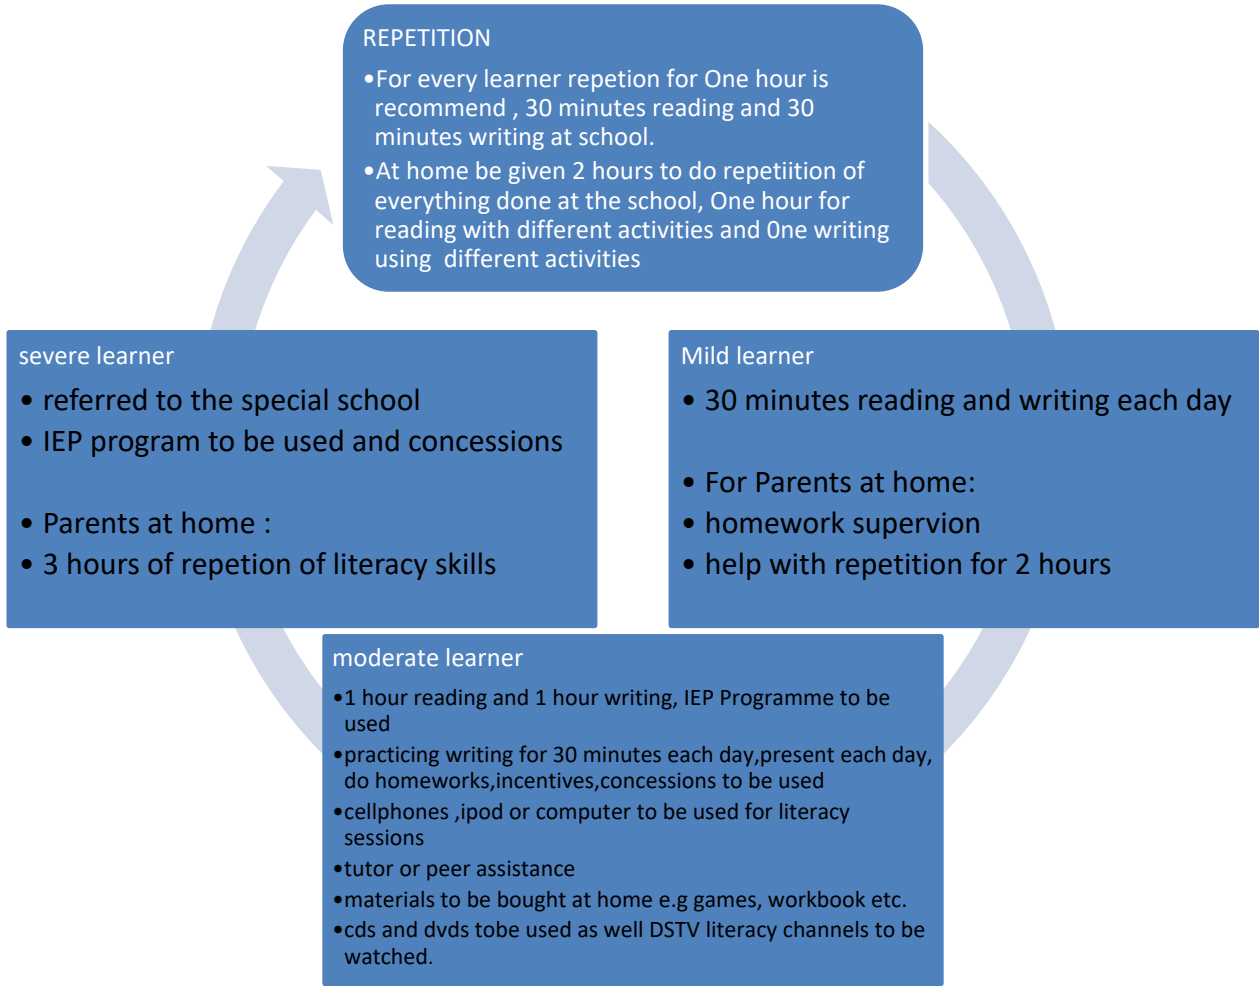 REPETITION
•For every learner repetion for One hour is
recommend , 30 minutes reading and 30
minutes writing at school.
•At home be given 2 hours to do repetiition of
everything done at the school, One hour for
reading with different activities and 0ne writing
using  different activities
severe learner
• referred to the special school
• IEP program to be used and concessions
• Parents at home :
• 3 hours of repetion of literacy skills
Mild learner
• 30 minutes reading and writing each day
• For Parents at home:
• homework supervion
• help with repetition for 2 hours
moderate learner
•1 hour reading and 1 hour writing, IEP Programme to be
used
•practicing writing for 30 minutes each day,present each day,
do homeworks,incentives,concessions to be used
•cellphones ,ipod or computer to be used for literacy
sessions
•tutor or peer assistance
•materials to be bought at home e.g games, workbook etc.
•cds and dvds tobe used as well DSTV literacy channels to be
watched.